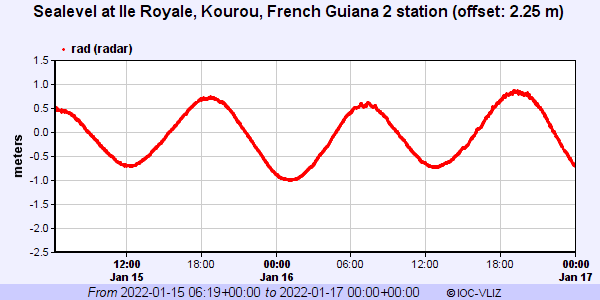 Sealevel at Ile Royale, Kourou, French Guiana 2 station (offset: 2.25 m)
rad (radar)
1.5
1.0
0.5
0.0
-0.5
-1.0
-1.5
-2.0
-2.5
meters
12:00 18:00 00:00 06:00 12:00 18:00 00:00
Jan 15 Jan 16 Jan 17
From 2022-01-15 06:19+00:00 to 2022-01-17 00:00+00:00 © IOC-VLIZ